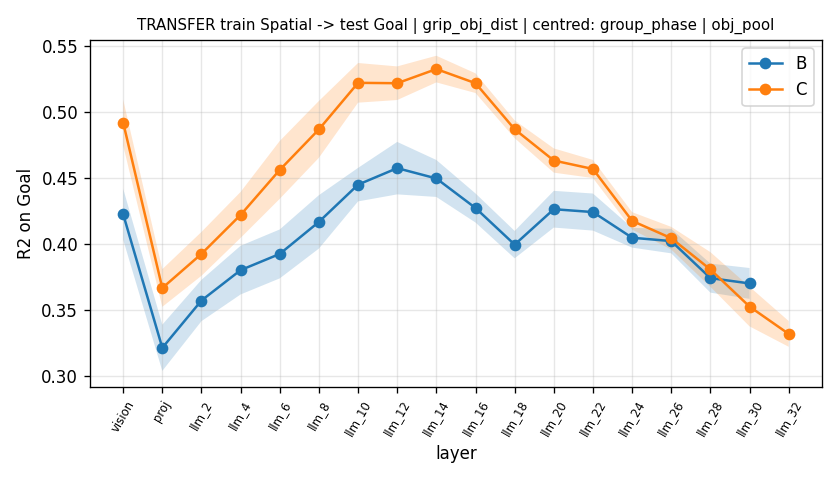 TRANSFER train Spatial -> test Goal | grip_obj_dist | centred: group_phase | obj_pool
B
C
R2 on Goal
0.55
0.50
0.45
0.40
0.35
0.30
vision
proj
llm_2
llm_4
llm_6
llm_8
llm_10
llm_12
llm_14
llm_16
llm_18
llm_20
llm_22
llm_24
llm_26
llm_28
llm_30
llm_32
layer